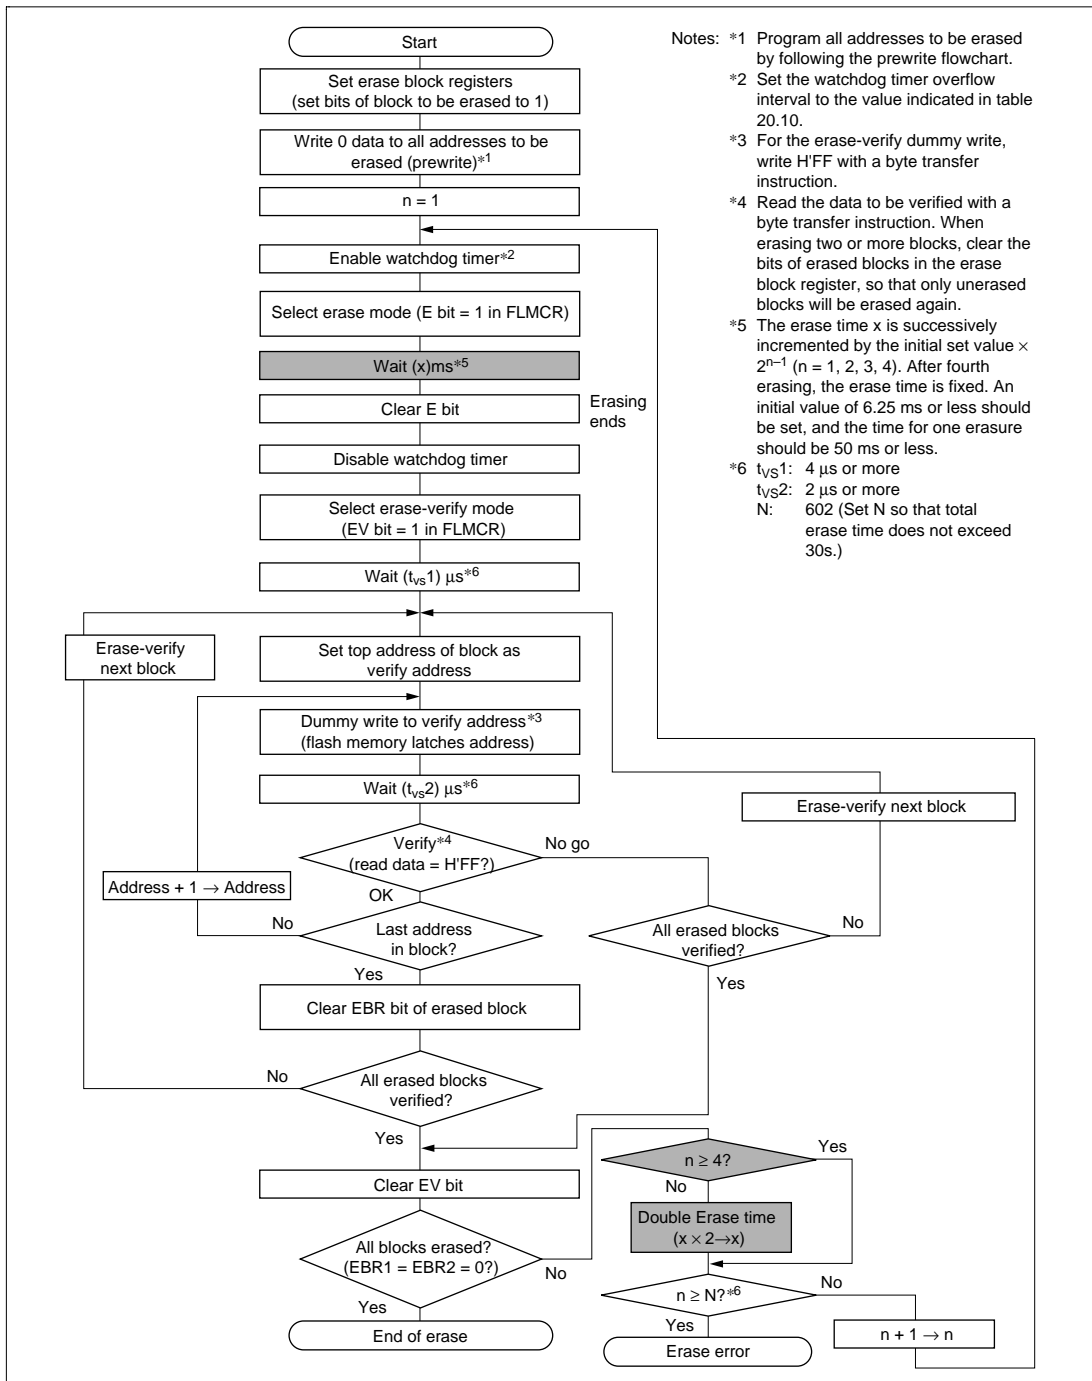 Start
Set erase block registers
(set bits of block to be erased to 1)
Write 0 data to all addresses to be
erased (prewrite)*1
n = 1
Enable watchdog timer*2
Select erase mode (E bit = 1 in FLMCR)
Wait (x)ms*5
Clear E bit
Erasing
ends
Disable watchdog timer
Select erase-verify mode
(EV bit = 1 in FLMCR)
Wait (tvs1) μs*6
Erase-verify
next block
Set top address of block as
verify address
Dummy write to verify address*3
(flash memory latches address)
Wait (tvs2) μs*6
Erase-verify next block
Verify*4
(read data = H'FF?)
No go
OK
Address + 1 → Address
No
Last address
in block?
Yes
All erased blocks
verified?
No
Yes
Clear EBR bit of erased block
No
All erased blocks
verified?
Yes
Clear EV bit
n ≥ 4?
Yes
No
Double Erase time
(x × 2→x)
All blocks erased?
(EBR1 = EBR2 = 0?)
No
Yes
End of erase
n ≥ N?*6
No
Yes
Erase error
n + 1 → n
Notes: *1 Program all addresses to be erased
by following the prewrite flowchart.
*2 Set the watchdog timer overflow
interval to the value indicated in table
20.10.
*3 For the erase-verify dummy write,
write H'FF with a byte transfer
instruction.
*4 Read the data to be verified with a
byte transfer instruction. When
erasing two or more blocks, clear the
bits of erased blocks in the erase
block register, so that only unerased
blocks will be erased again.
*5 The erase time x is successively
incremented by the initial set value ×
2^n–1 (n = 1, 2, 3, 4). After fourth
erasing, the erase time is fixed. An
initial value of 6.25 ms or less should
be set, and the time for one erasure
should be 50 ms or less.
*6 tVS1: 4 μs or more
tVS2: 2 μs or more
N: 602 (Set N so that total
erase time does not exceed
30s.)